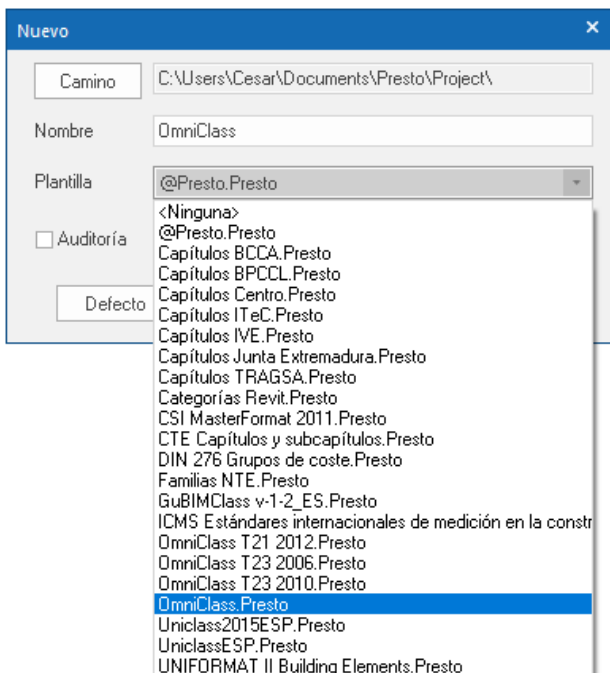 Nuevo
Camino C:\Users\Cesar\Documents\Presto\Project\
Nombre OmniClass
Plantilla @Presto.Presto
<Ninguna>
Auditoría @Presto.Presto
Capítulos BCCA.Presto
Capítulos BPCCL.Presto
Defecto Capítulos Centro.Presto
Capítulos ITeC.Presto
Capítulos IVE.Presto
Capítulos Junta Extremadura.Presto
Capítulos TRAGSA.Presto
Categorías Revit.Presto
CSI MasterFormat 2011.Presto
CTE Capítulos y subcapítulos.Presto
DIN 276 Grupos de coste.Presto
Familias NTE.Presto
GuBIMClass v-1-2_ES.Presto
ICMS Estándares internacionales de medición en la constr
OmniClass T21 2012.Presto
OmniClass T23 2006.Presto
OmniClass T23 2010.Presto
OmniClass.Presto
Uniclass2015ESP.Presto
UniclassESP.Presto
UNIFORMAT II Building Elements.Presto